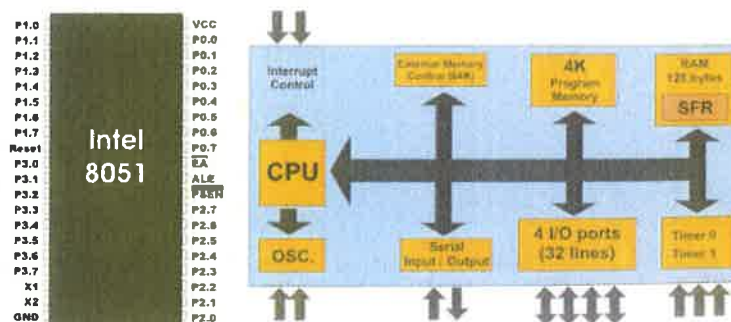 P1.0
P1.1
P1.2
P1.3
P1.4
P1.5
P1.6
P1.7
Reset
P3.0
P3.1
P3.2
P3.3
P3.4
P3.5
P3.6
P3.7
X1
X2
GND
Intel
8051
VCC
P0.0
P0.1
P0.2
P0.3
P0.4
P0.5
P0.6
P0.7
EA
ALE
PSEN
P2.7
P2.6
P2.5
P2.4
P2.3
P2.2
P2.1
P2.0
Interrupt
Control
External Memory
Control (64K)
4K
Program
Memory
RAM
128 bytes
SFR
CPU
OSC.
Serial
Input / Output
4 I/O ports
(32 lines)
Timer 0
Timer 1